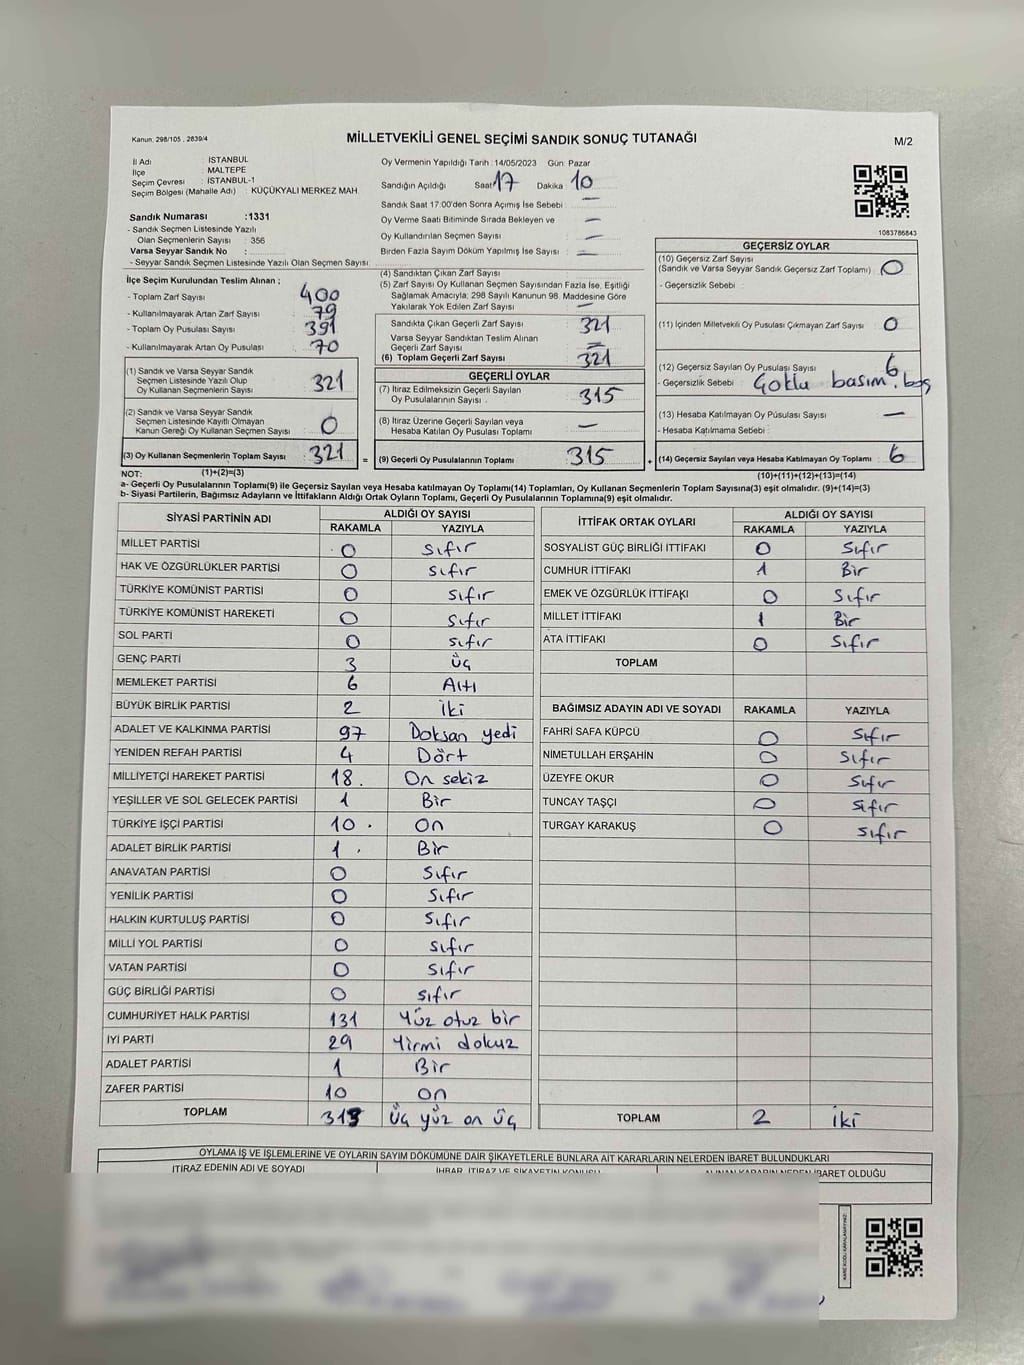 Kanun: 298/105 , 2839/4
MİLLETVEKİLİ GENEL SEÇİMİ SANDIK SONUÇ TUTANAĞI
M/2
İl Adı : İSTANBUL
İlçe : MALTEPE
Seçim Çevresi : İSTANBUL-1
Seçim Bölgesi (Mahalle Adı) : KÜÇÜKYALI MERKEZ MAH.
Sandık Numarası :1331
- Sandık Seçmen Listesinde Yazılı
Olan Seçmenlerin Sayısı : 356
Varsa Seyyar Sandık No :
- Seyyar Sandık Seçmen Listesinde Yazılı Olan Seçmen Sayısı
Oy Vermenin Yapıldığı Tarih : 14/05/2023 Gün: Pazar
Sandığın Açıldığı Saat 17 Dakika 10
Sandık Saat 17:00'den Sonra Açılmış İse Sebebi : —
Oy Verme Saati Bitiminde Sırada Bekleyen ve —
Oy Kullandırılan Seçmen Sayısı —
Birden Fazla Sayım Döküm Yapılmış İse Sayısı : —
1083786843
İlçe Seçim Kurulundan Teslim Alınan ;
- Toplam Zarf Sayısı 400
- Kullanılmayarak Artan Zarf Sayısı : 79
- Toplam Oy Pusulası Sayısı 391
- Kullanılmayarak Artan Oy Pusulası 70
(1) Sandık ve Varsa Seyyar Sandık
Seçmen Listesinde Yazılı Olup
Oy Kullanan Seçmenlerin Sayısı 321
(2) Sandık ve Varsa Seyyar Sandık
Seçmen Listesinde Kayıtlı Olmayan
Kanun Gereği Oy Kullanan Seçmen Sayısı 0
(3) Oy Kullanan Seçmenlerin Toplam Sayısı 321 =
(4) Sandıktan Çıkan Zarf Sayısı
(5) Zarf Sayısı Oy Kullanan Seçmen Sayısından Fazla İse, Eşitliği
Sağlamak Amacıyla; 298 Sayılı Kanunun 98. Maddesine Göre
Yakılarak Yok Edilen Zarf Sayısı : —
Sandıkta Çıkan Geçerli Zarf Sayısı 321
Varsa Seyyar Sandıktan Teslim Alınan
Geçerli Zarf Sayısı —
(6) Toplam Geçerli Zarf Sayısı 321
GEÇERLİ OYLAR
(7) İtiraz Edilmeksizin Geçerli Sayılan
Oy Pusulalarının Sayısı 315
(8) İtiraz Üzerine Geçerli Sayılan veya
Hesaba Katılan Oy Pusulası Toplamı —
(9) Geçerli Oy Pusulalarının Toplamı 315 +
GEÇERSİZ OYLAR
(10) Geçersiz Zarf Sayısı
(Sandık ve Varsa Seyyar Sandık Geçersiz Zarf Toplamı) 0
- Geçersizlik Sebebi :
(11) İçinden Milletvekili Oy Pusulası Çıkmayan Zarf Sayısı : 0
(12) Geçersiz Sayılan Oy Pusulası Sayısı 6
- Geçersizlik Sebebi : Çoklu basım, boş
(13) Hesaba Katılmayan Oy Pusulası Sayısı —
- Hesaba Katılmama Sebebi :
(14) Geçersiz Sayılan veya Hesaba Katılmayan Oy Toplamı : 6
NOT: (1)+(2)=(3)
(10)+(11)+(12)+(13)=(14)
a- Geçerli Oy Pusulalarının Toplamı(9) ile Geçersiz Sayılan veya Hesaba Katılmayan Oy Toplamı(14) Toplamları, Oy Kullanan Seçmenlerin Toplam Sayısına(3) eşit olmalıdır. (9)+(14)=(3)
b- Siyasi Partilerin, Bağımsız Adayların ve İttifakların Aldığı Ortak Oyların Toplamı, Geçerli Oy Pusulalarının Toplamına(9) eşit olmalıdır.
SİYASİ PARTİNİN ADI ALDIĞI OY SAYISI
RAKAMLA YAZIYLA
MİLLET PARTİSİ 0 Sıfır
HAK VE ÖZGÜRLÜKLER PARTİSİ 0 Sıfır
TÜRKİYE KOMÜNİST PARTİSİ 0 Sıfır
TÜRKİYE KOMÜNİST HAREKETİ 0 Sıfır
SOL PARTİ 0 Sıfır
GENÇ PARTİ 3 Üç
MEMLEKET PARTİSİ 6 Altı
BÜYÜK BİRLİK PARTİSİ 2 İki
ADALET VE KALKINMA PARTİSİ 97 Doksan yedi
YENİDEN REFAH PARTİSİ 4 Dört
MİLLİYETÇİ HAREKET PARTİSİ 18 On sekiz
YEŞİLLER VE SOL GELECEK PARTİSİ 1 Bir
TÜRKİYE İŞÇİ PARTİSİ 10 On
ADALET BİRLİK PARTİSİ 1 Bir
ANAVATAN PARTİSİ 0 Sıfır
YENİLİK PARTİSİ 0 Sıfır
HALKIN KURTULUŞ PARTİSİ 0 Sıfır
MİLLİ YOL PARTİSİ 0 Sıfır
VATAN PARTİSİ 0 Sıfır
GÜÇ BİRLİĞİ PARTİSİ 0 Sıfır
CUMHURİYET HALK PARTİSİ 131 Yüz otuz bir
İYİ PARTİ 29 Yirmi dokuz
ADALET PARTİSİ 1 Bir
ZAFER PARTİSİ 10 On
TOPLAM 313 Üç yüz on üç
İTTİFAK ORTAK OYLARI ALDIĞI OY SAYISI
RAKAMLA YAZIYLA
SOSYALİST GÜÇ BİRLİĞİ İTTİFAKI 0 Sıfır
CUMHUR İTTİFAKI 1 Bir
EMEK VE ÖZGÜRLÜK İTTİFAKI 0 Sıfır
MİLLET İTTİFAKI 1 Bir
ATA İTTİFAKI 0 Sıfır
TOPLAM
BAĞIMSIZ ADAYIN ADI VE SOYADI RAKAMLA YAZIYLA
FAHRİ SAFA KÜPCÜ 0 Sıfır
NİMETULLAH ERŞAHİN 0 Sıfır
ÜZEYFE OKUR 0 Sıfır
TUNCAY TAŞÇI 0 Sıfır
TURGAY KARAKUŞ 0 Sıfır
TOPLAM 2 İki
OYLAMA İŞ VE İŞLEMLERİNE VE OYLARIN SAYIM DÖKÜMÜNE DAİR ŞİKAYETLERLE BUNLARA AİT KARARLARIN NELERDEN İBARET BULUNDUKLARI
İTİRAZ EDENİN ADI VE SOYADI İHBAR, İTİRAZ VE ŞİKAYETİN KONUSU ALINAN KARARIN NEDEN İBARET OLDUĞU